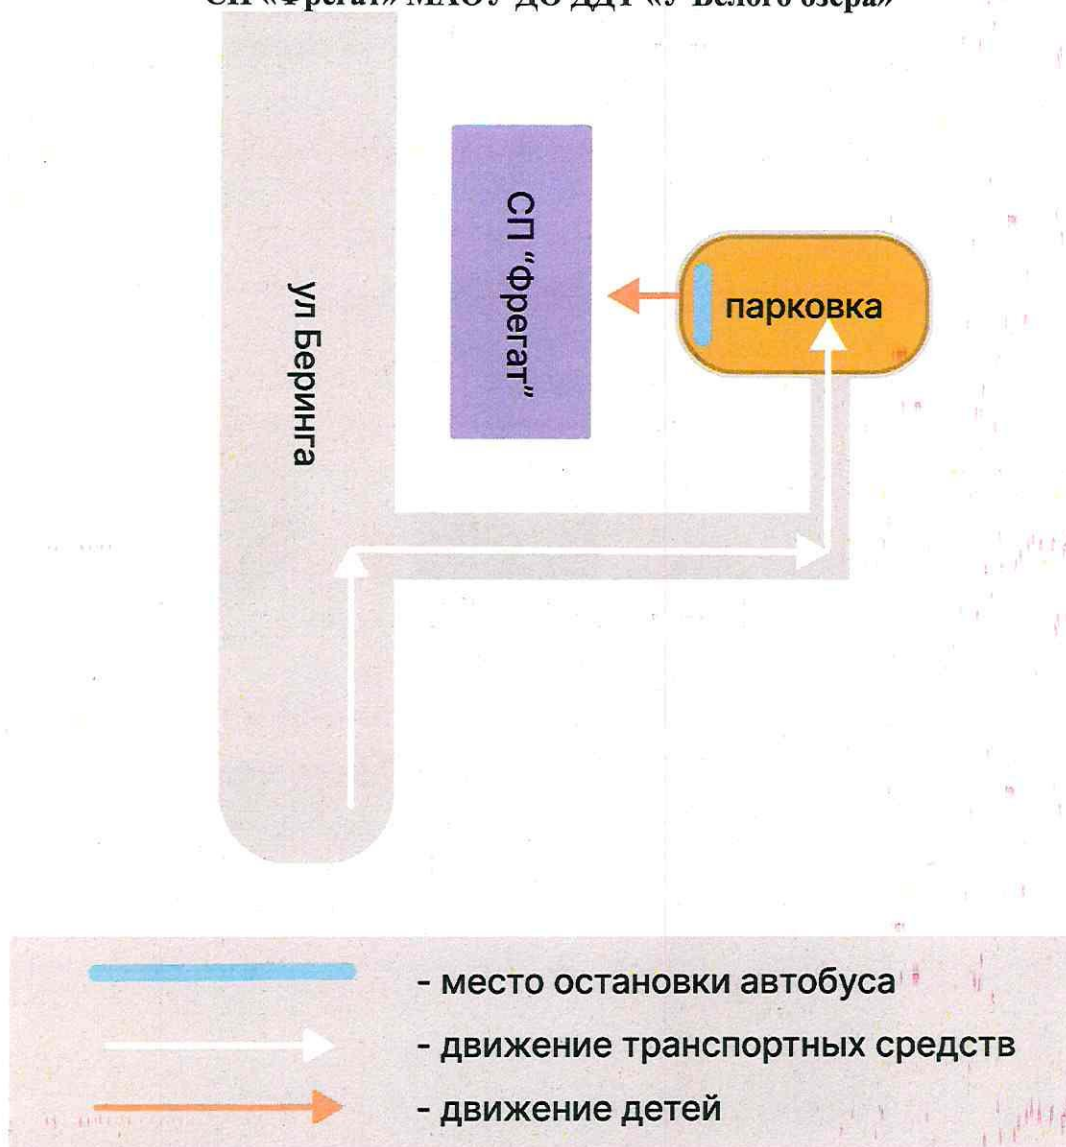 СП «Фрегат» МАОУ ДО ДДТ «У Белого озера»
СП "Фрегат"
парковка
ул Беринга
- место остановки автобуса
- движение транспортных средств
- движение детей